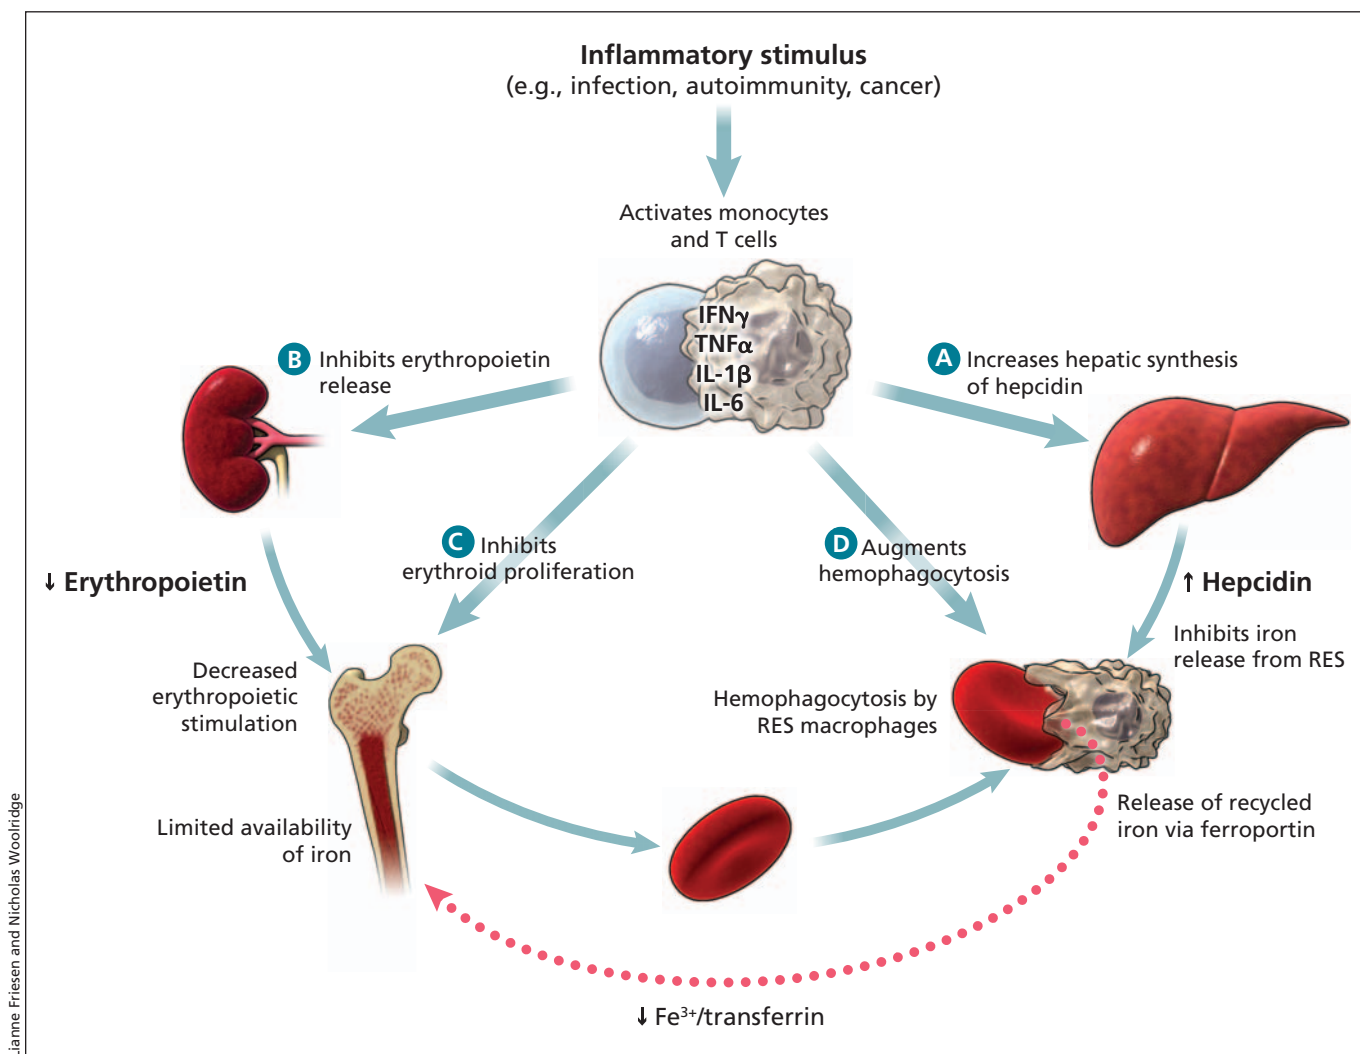 Inflammatory stimulus
(e.g., infection, autoimmunity, cancer)
Activates monocytes
and T cells
IFNγ
TNFα
IL-1β
IL-6
B Inhibits erythropoietin
release
A Increases hepatic synthesis
of hepcidin
C Inhibits
erythroid proliferation
D Augments
hemophagocytosis
↓ Erythropoietin
↑ Hepcidin
Inhibits iron
release from RES
Decreased
erythropoietic
stimulation
Hemophagocytosis by
RES macrophages
Limited availability
of iron
Release of recycled
iron via ferroportin
↓ Fe³⁺/transferrin
Lianne Friesen and Nicholas Woolridge